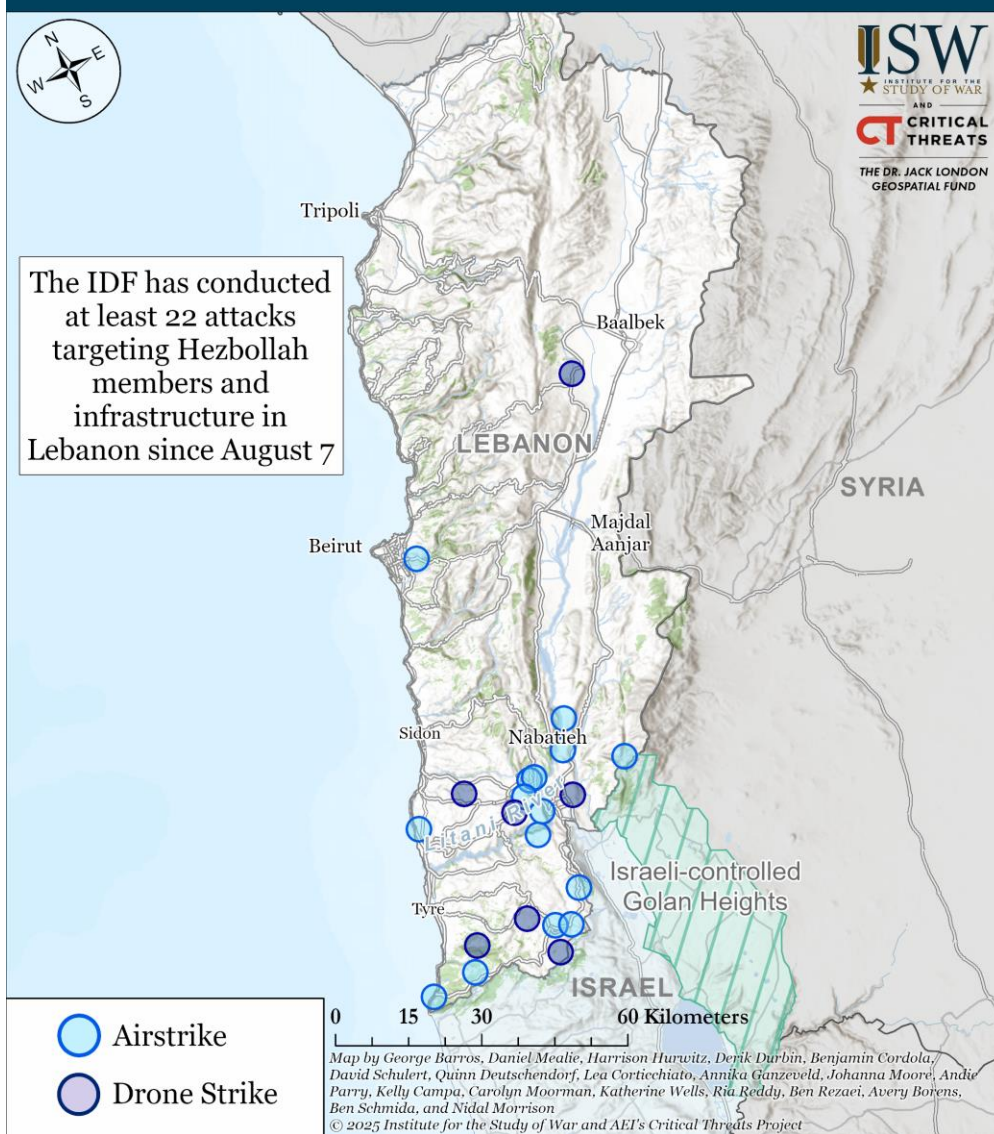 N
E
W
S
ISW
INSTITUTE FOR THE
STUDY OF WAR
AND
CT CRITICAL
THREATS
THE DR. JACK LONDON
GEOSPATIAL FUND
Tripoli
The IDF has conducted
at least 22 attacks
targeting Hezbollah
members and
infrastructure in
Lebanon since August 7
Baalbek
LEBANON
SYRIA
Majdal
Aanjar
Beirut
Sidon
Nabatieh
Litani River
Israeli-controlled
Golan Heights
Tyre
ISRAEL
0 15 30 60 Kilometers
Airstrike
Drone Strike
Map by George Barros, Daniel Mealie, Harrison Hurwitz, Derik Durbin, Benjamin Cordola,
David Schulert, Quinn Deutschendorf, Lea Corticchiato, Annika Ganzeveld, Johanna Moore, Andie
Parry, Kelly Campa, Carolyn Moorman, Katherine Wells, Ria Reddy, Ben Rezaei, Avery Borens,
Ben Schmida, and Nidal Morrison
© 2025 Institute for the Study of War and AEI's Critical Threats Project